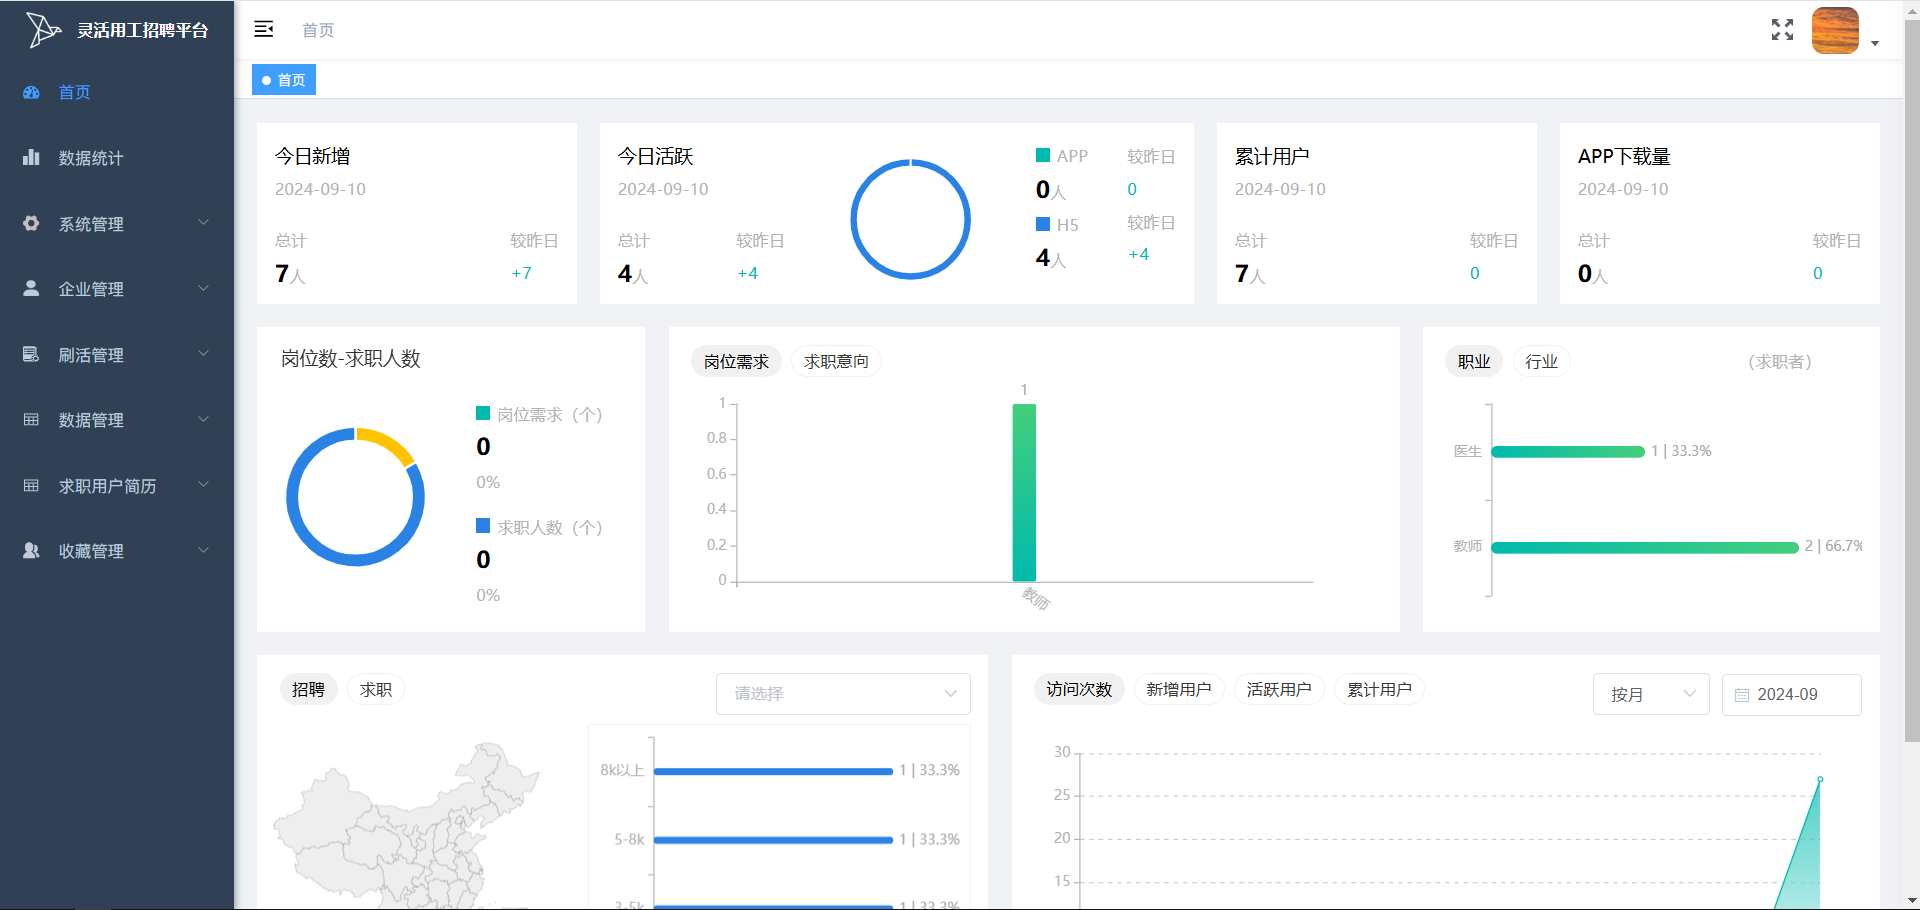 灵活用工招聘平台
首页
首页
数据统计
系统管理
企业管理
刷活管理
数据管理
求职用户简历
收藏管理
首页
今日新增
2024-09-10
总计 较昨日
7人 +7
今日活跃
2024-09-10
总计 较昨日
4人 +4
APP 较昨日
0人 0
H5 较昨日
4人 +4
累计用户
2024-09-10
总计 较昨日
7人 0
APP下载量
2024-09-10
总计 较昨日
0人 0
岗位数-求职人数
岗位需求（个）
0
0%
求职人数（个）
0
0%
岗位需求 求职意向
1
1
0.8
0.6
0.4
0.2
0
教师
职业 行业 （求职者）
医生 1 | 33.3%
教师 2 | 66.7%
招聘 求职 请选择
8k以上 1 | 33.3%
5-8k 1 | 33.3%
3-5k 1 | 33.3%
访问次数 新增用户 活跃用户 累计用户 按月 2024-09
30
25
20
15